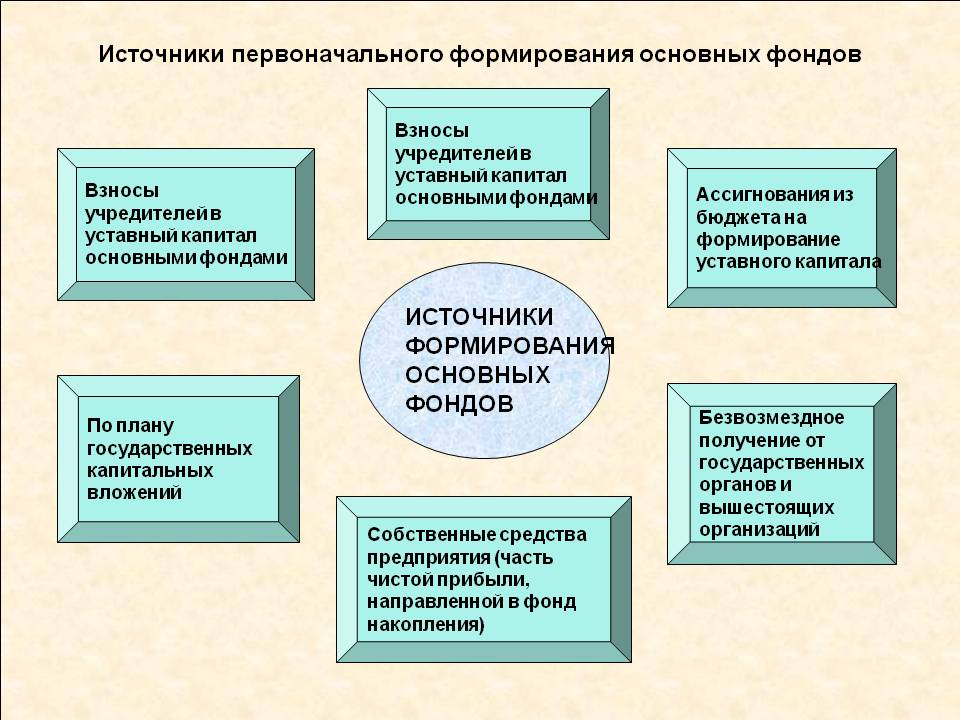 Источники первоначального формирования основных фондов
Взносы
учредителей в
уставный капитал
основными фондами
Взносы
учредителей в
уставный капитал
основными фондами
Ассигнования из
бюджета на
формирование
уставного капитала
ИСТОЧНИКИ
ФОРМИРОВАНИЯ
ОСНОВНЫХ
ФОНДОВ
По плану
государственных
капитальных
вложений
Безвозмездное
получение от
государственных
органов и
вышестоящих
организаций
Собственные средства
предприятия (часть
чистой прибыли,
направленной в фонд
накопления)